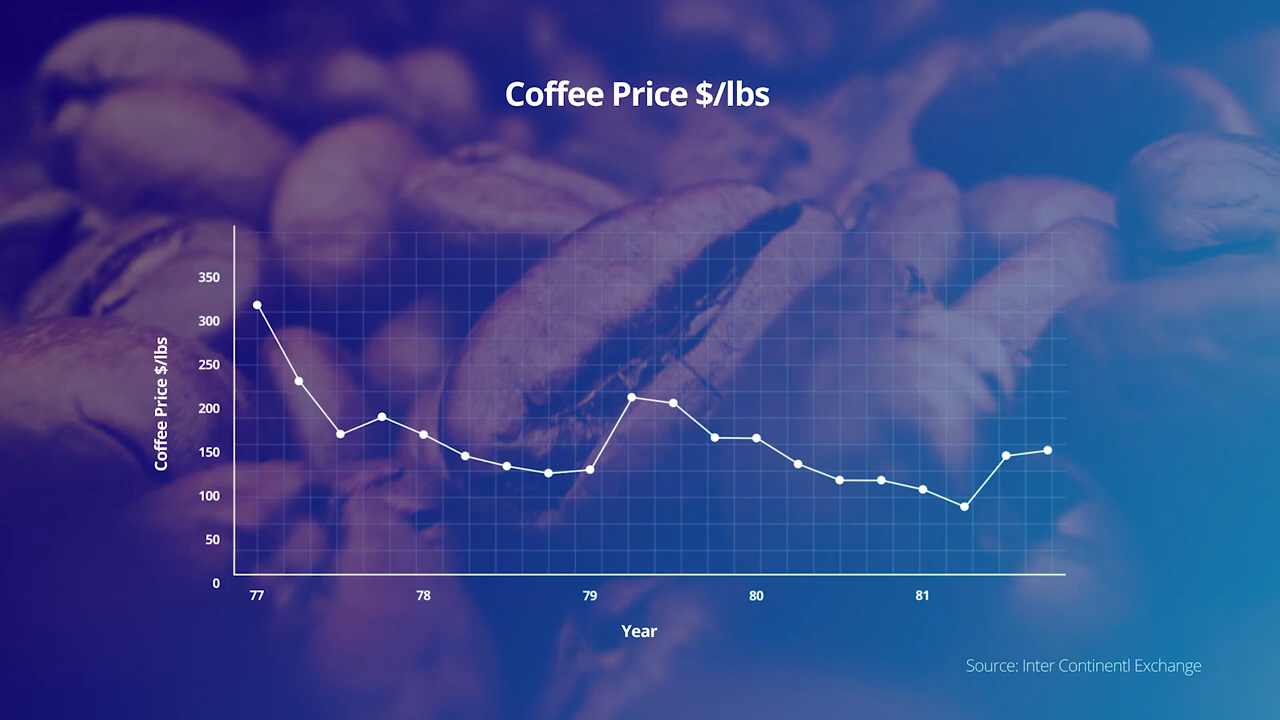 Coffee Price $/lbs
Coffee Price $/lbs
350
300
250
200
150
100
50
0
77 78 79 80 81
Year
Source: Inter Continentl Exchange